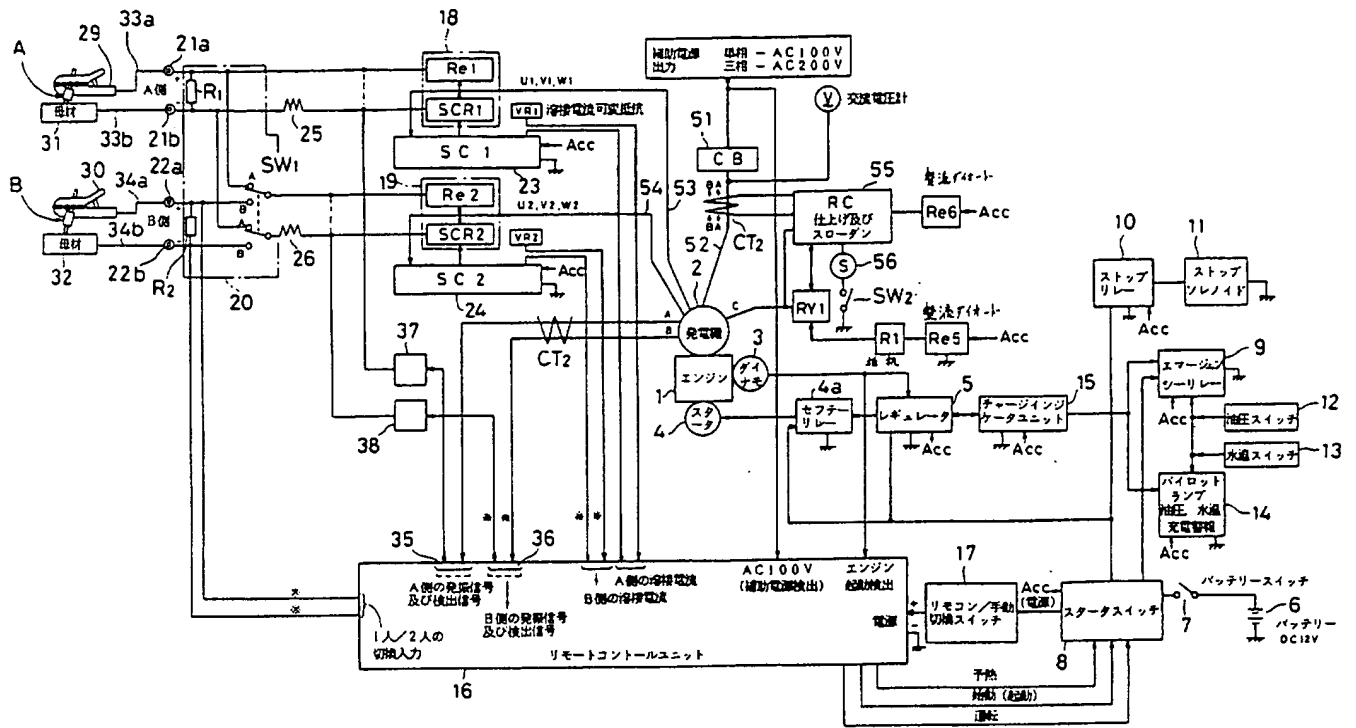 18
33a
29
21a
A
Re1
A側
R₁
SCR1
U1,V1,W1
VR1 溶接電流可変抵抗
母材
31
33b
21b
25
SW₁
SC1
Acc
23
30
34a
22a
B
A
B
B側
A
B
母材
32
34b
22b
R₂
20
26
19
Re2
SCR2
U2,V2,W2
VR2
SC2
Acc
24
54
53
補助電源 単相 ー AC100V
出力 三相 ー AC200V
V
交流電圧計
51
CB
B A
B A
CT₂
52
55
RC
仕上げ及び
スローダン
整流ダイオード
Re6
Acc
S
56
SW₂
2
発電機
A
B
C
RY1
R1
抵抗
整流ダイオード
Re5
Acc
CT₂
37
38
エンジン
1
ダイ
ナモ
3
スタ
ータ
4
4a
セフテー
リレー
5
レギュレータ
Acc
15
チャージインジ
ケータユニット
Acc
10
ストップ
リレー
Acc
11
ストップ
ソレノイド
9
エマージェン
シーリレー
Acc
12
油圧スイッチ
13
水温スイッチ
パイロット
ランプ
油圧 水温
充電警報
14
Acc
35
36
A側の発振信号
及び検出信号
B側の発振信号
及び検出信号
B側の溶接電流
A側の溶接電流
AC100V
(補助電源検出)
エンジン
起動検出
1人/2人の
切換入力
電源
+
-
リモートコントロールユニット
16
17
リモコン/手動
切換スイッチ
Acc
(電源)
スタータスイッチ
8
バッテリースイッチ
7
6
バッテリー
DC12V
予熱
始動(起動)
運転